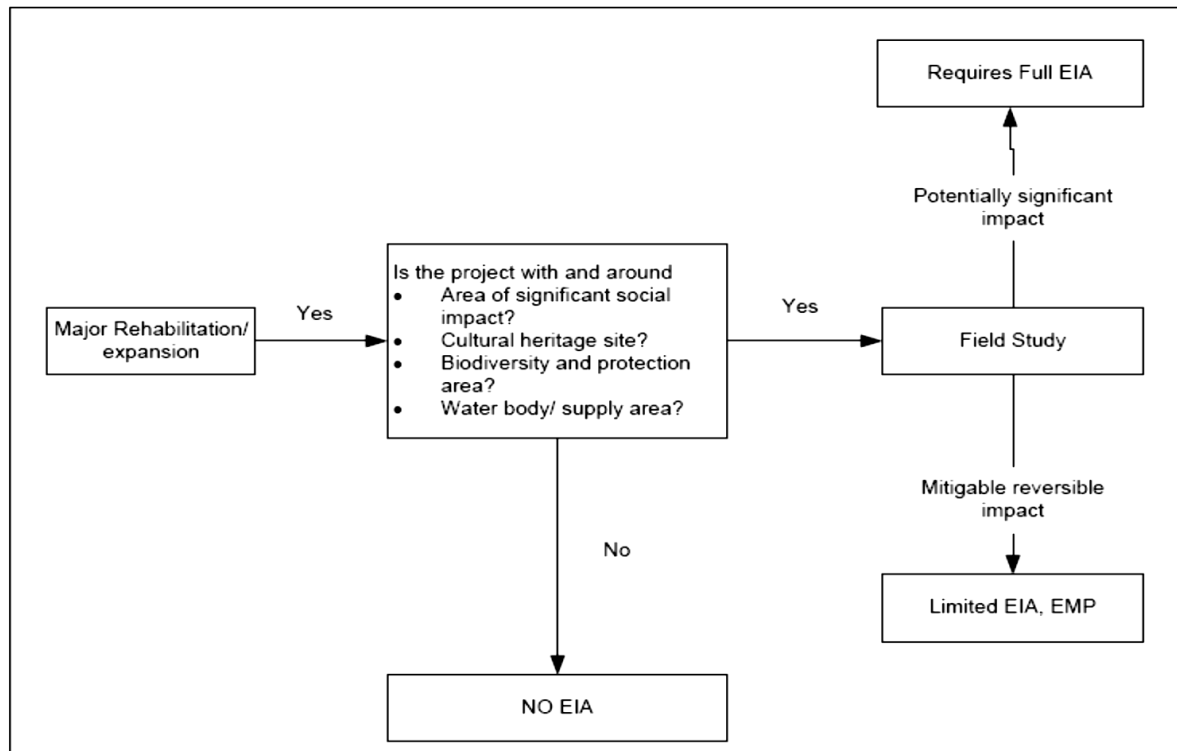 Requires Full EIA
Potentially significant
impact
Is the project with and around
• Area of significant social
impact?
• Cultural heritage site?
• Biodiversity and protection
area?
• Water body/ supply area?
Yes
Major Rehabilitation/
expansion
Yes
Field Study
Mitigable reversible
impact
No
Limited EIA, EMP
NO EIA